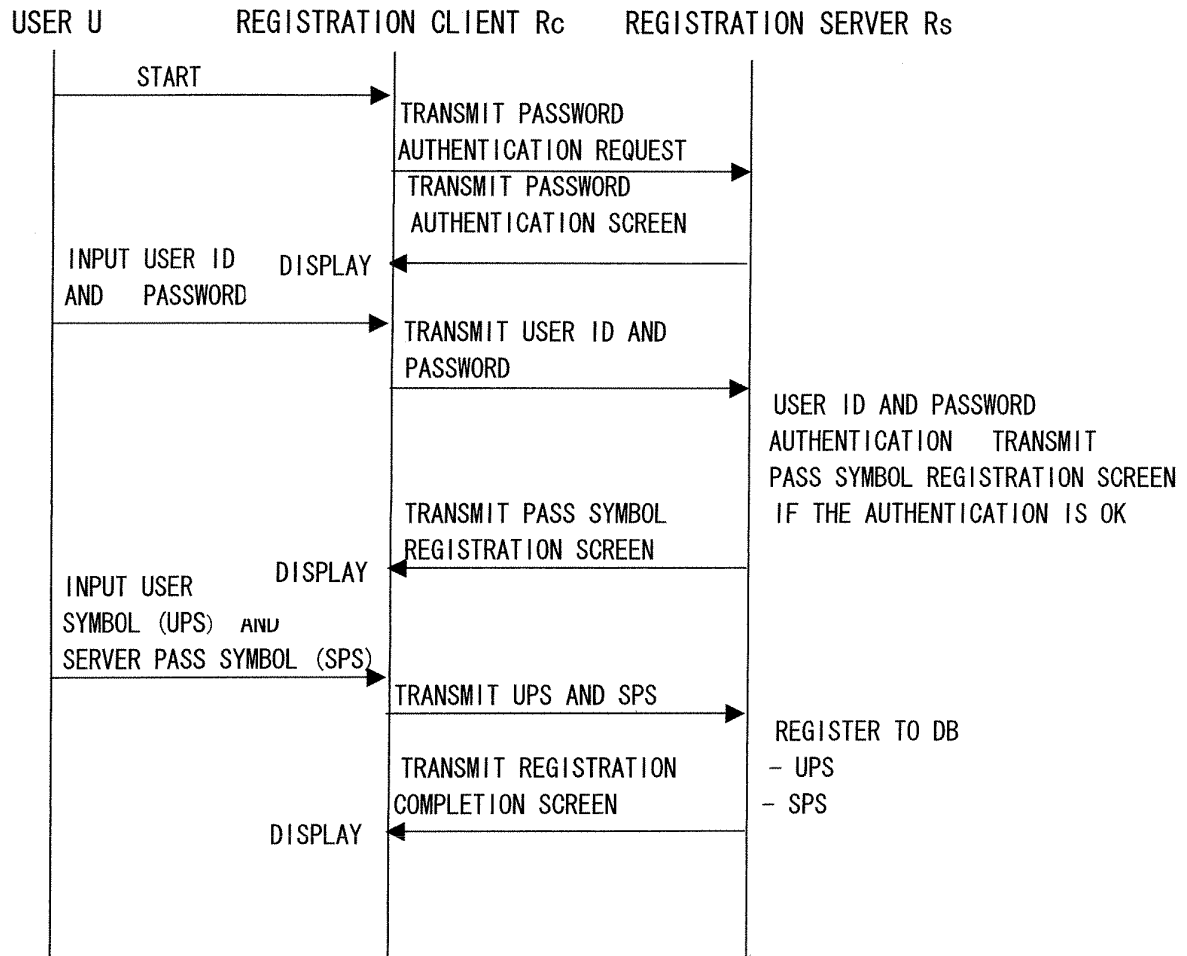 USER U REGISTRATION CLIENT Rc REGISTRATION SERVER Rs
START
TRANSMIT PASSWORD
AUTHENTICATION REQUEST
TRANSMIT PASSWORD
AUTHENTICATION SCREEN
INPUT USER ID
AND PASSWORD
DISPLAY
TRANSMIT USER ID AND
PASSWORD
USER ID AND PASSWORD
AUTHENTICATION TRANSMIT
PASS SYMBOL REGISTRATION SCREEN
IF THE AUTHENTICATION IS OK
TRANSMIT PASS SYMBOL
REGISTRATION SCREEN
DISPLAY
INPUT USER
SYMBOL (UPS) AND
SERVER PASS SYMBOL (SPS)
TRANSMIT UPS AND SPS
REGISTER TO DB
- UPS
- SPS
TRANSMIT REGISTRATION
COMPLETION SCREEN
DISPLAY